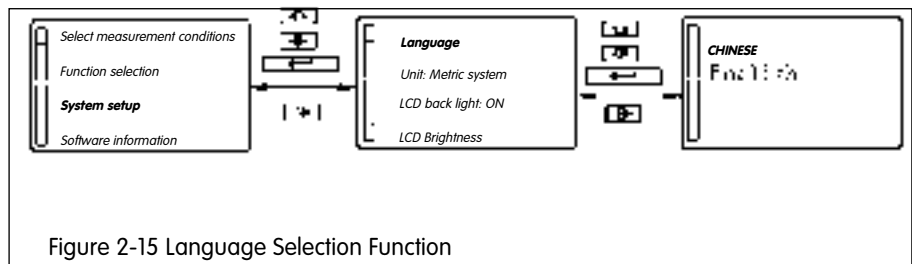 Select measurement conditions
Function selection
System setup
Software information
Language
Unit: Metric system
LCD back light: ON
LCD Brightness
CHINESE
English
Figure 2-15 Language Selection Function